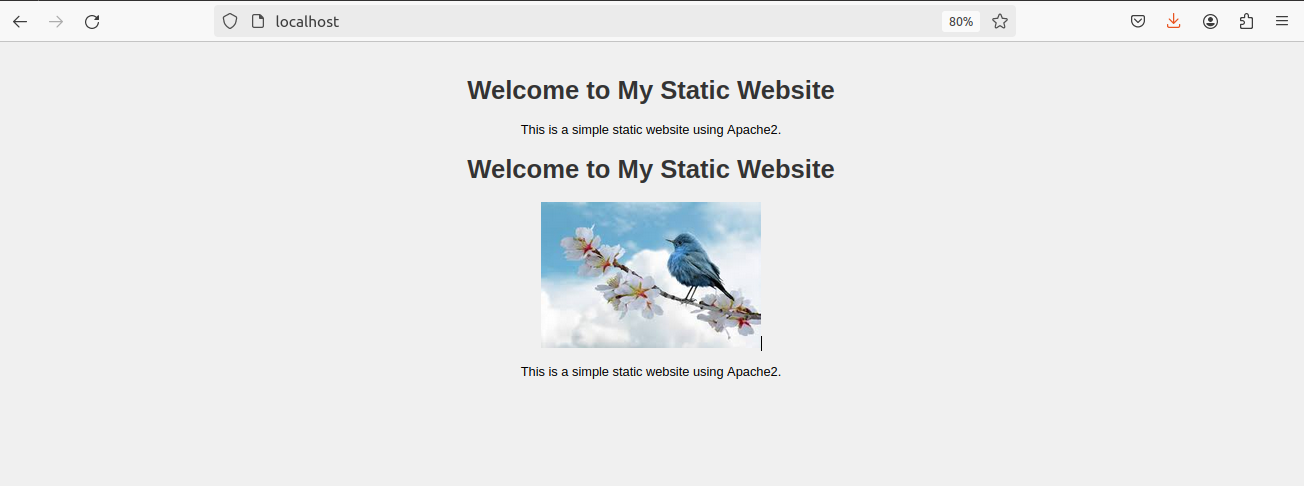 localhost
80%
Welcome to My Static Website
This is a simple static website using Apache2.
Welcome to My Static Website
This is a simple static website using Apache2.